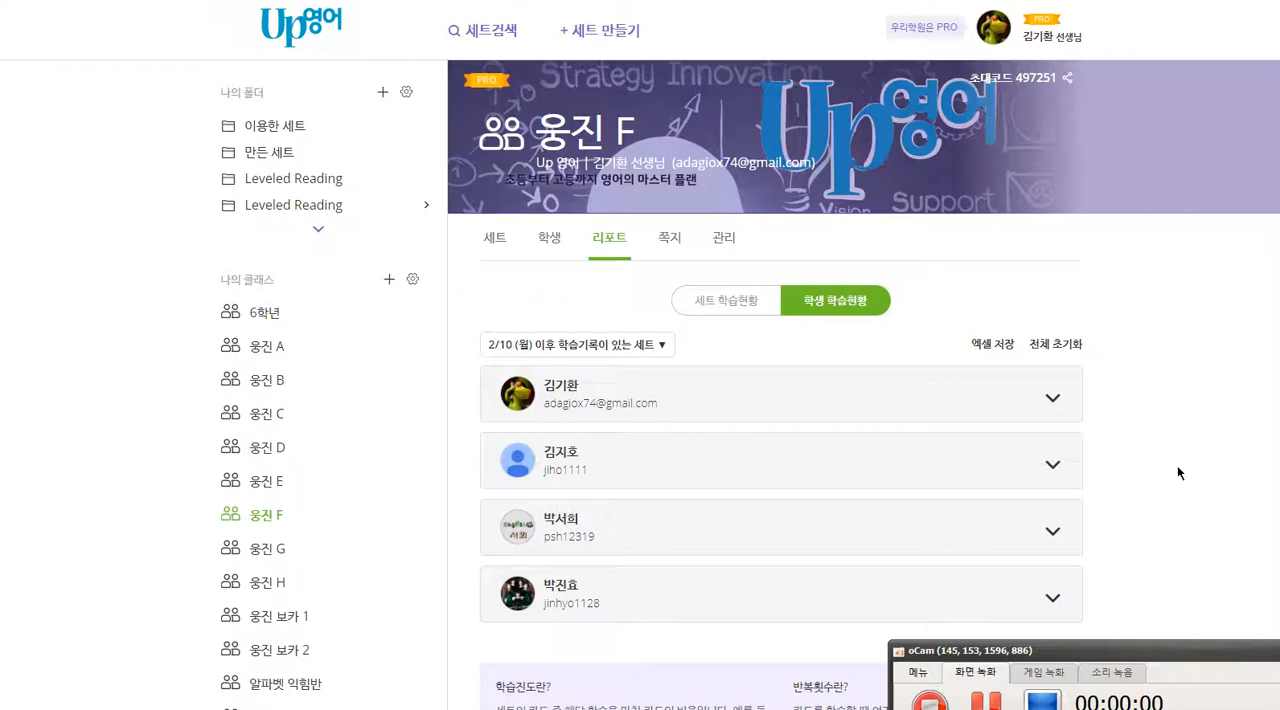 Up영어
세트검색
+ 세트 만들기
우리학원은 PRO
PRO
김기환 선생님
나의 폴더
이용한 세트
만든 세트
Leveled Reading
Leveled Reading
나의 클래스
6학년
웅진 A
웅진 B
웅진 C
웅진 D
웅진 E
웅진 F
웅진 G
웅진 H
웅진 보카 1
웅진 보카 2
알파벳 익힘반
PRO
Strategy Innovation
초대코드 497251
Up영어
웅진 F
Up 영어 | 김기환 선생님 (adagiox74@gmail.com)
초등부터 고등까지 영어의 마스터 플랜
Vision
Support
세트
학생
리포트
쪽지
관리
세트 학습현황
학생 학습현황
2/10 (월) 이후 학습기록이 있는 세트 ▼
엑셀 저장
전체 초기화
김기환
adagiox74@gmail.com
김지호
jiho1111
박서희
psh12319
박진효
jinhyo1128
학습진도란?
반복횟수란?
oCam (145, 153, 1596, 886)
메뉴
화면 녹화
게임 녹화
소리 녹음
00:00:00